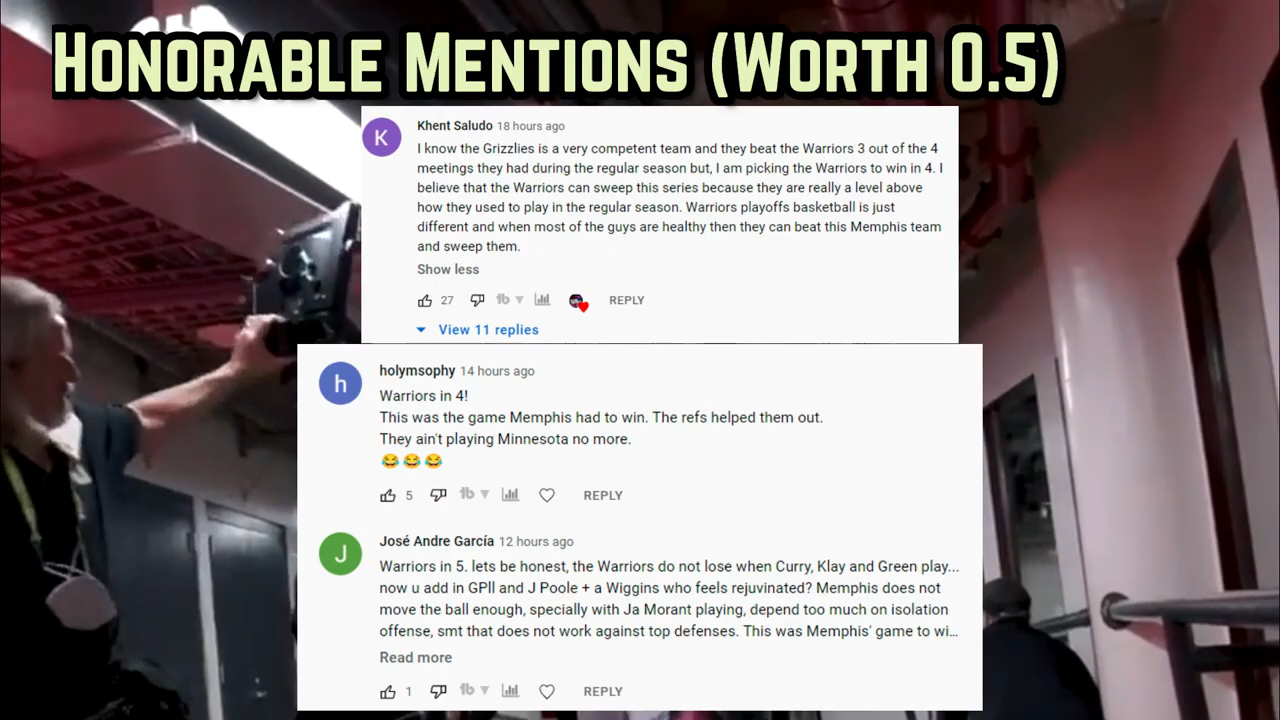 HONORABLE MENTIONS (WORTH 0.5)
K
Khent Saludo 18 hours ago
I know the Grizzlies is a very competent team and they beat the Warriors 3 out of the 4
meetings they had during the regular season but, I am picking the Warriors to win in 4. I
believe that the Warriors can sweep this series because they are really a level above
how they used to play in the regular season. Warriors playoffs basketball is just
different and when most of the guys are healthy then they can beat this Memphis team
and sweep them.
Show less
27 tb REPLY
View 11 replies
h
holymsophy 14 hours ago
Warriors in 4!
This was the game Memphis had to win. The refs helped them out.
They ain't playing Minnesota no more.
😂😂😂
5 tb REPLY
J
José Andre García 12 hours ago
Warriors in 5. lets be honest, the Warriors do not lose when Curry, Klay and Green play...
now u add in GPll and J Poole + a Wiggins who feels rejuvinated? Memphis does not
move the ball enough, specially with Ja Morant playing, depend too much on isolation
offense, smt that does not work against top defenses. This was Memphis' game to wi...
Read more
1 tb REPLY